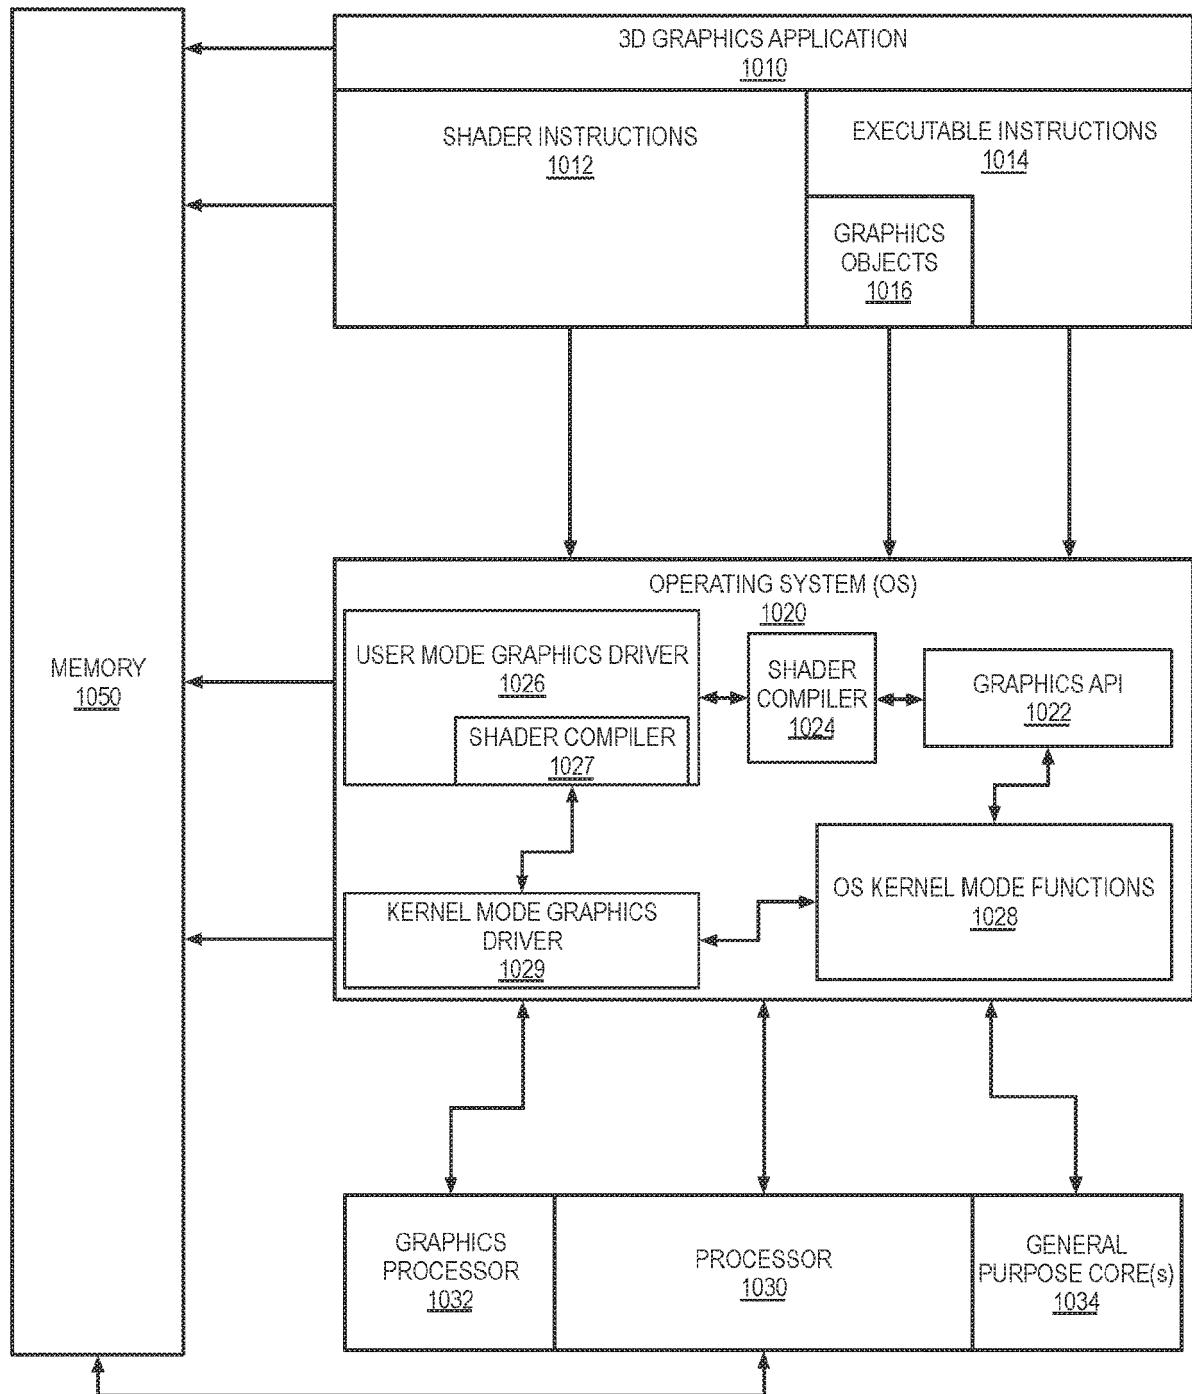 3D GRAPHICS APPLICATION
1010
SHADER INSTRUCTIONS
1012
EXECUTABLE INSTRUCTIONS
1014
GRAPHICS
OBJECTS
1016
MEMORY
1050
OPERATING SYSTEM (OS)
1020
USER MODE GRAPHICS DRIVER
1026
SHADER COMPILER
1027
SHADER
COMPILER
1024
GRAPHICS API
1022
KERNEL MODE GRAPHICS
DRIVER
1029
OS KERNEL MODE FUNCTIONS
1028
GRAPHICS
PROCESSOR
1032
PROCESSOR
1030
GENERAL
PURPOSE CORE(s)
1034